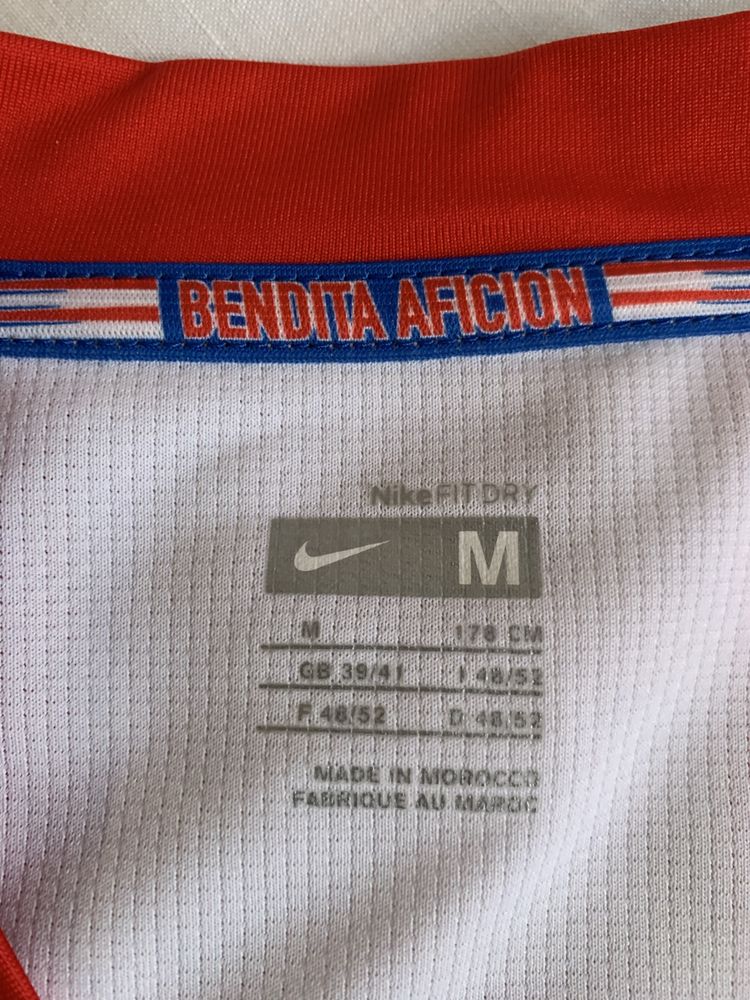 BENDITA AFICION
NikeFIT DRY
M
M 178 CM
GB 39/41 I 48/52
F 48/52 D 48/52
MADE IN MOROCCO
FABRIQUE AU MAROC